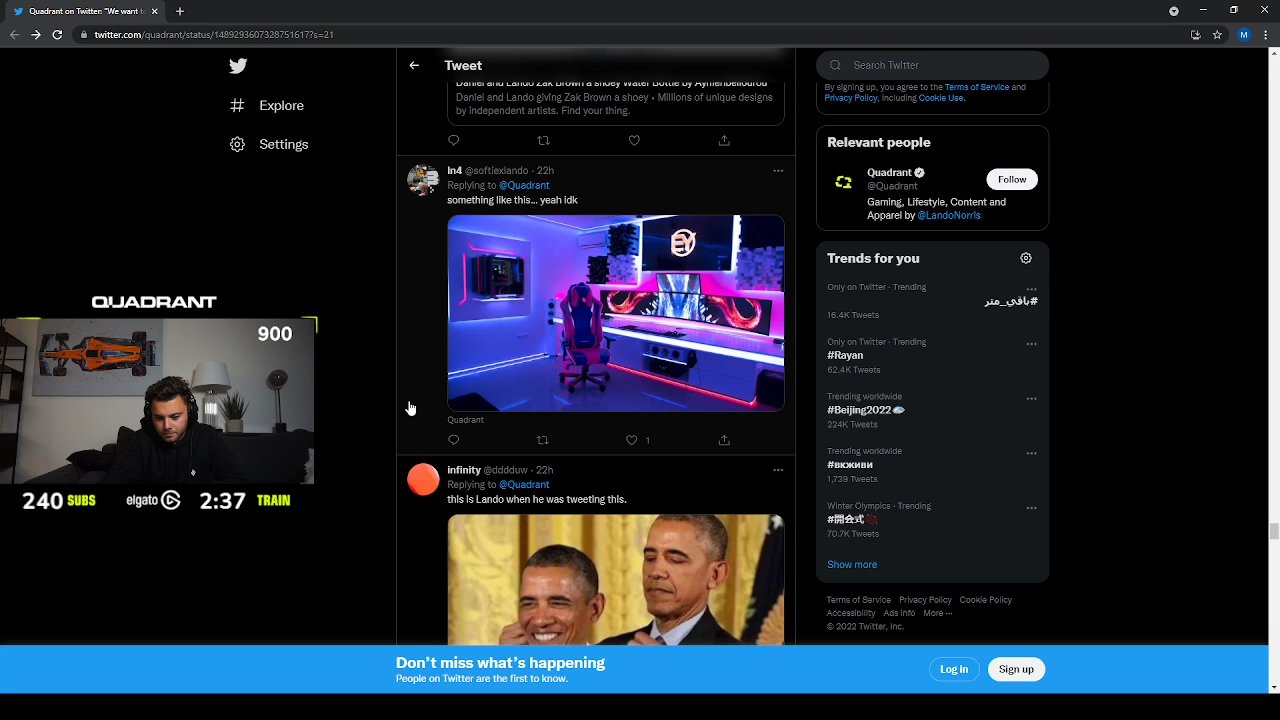 Quadrant on Twitter: "We want t
twitter.com/quadrant/status/1489293607328751617?s=21
M
Explore
Settings
Tweet
Daniel and Lando Zak Brown a shoey Water Bottle by Aymenbellourou
Daniel and Lando giving Zak Brown a shoey • Millions of unique designs
by independent artists. Find your thing.
ln4 @softiexlando · 22h
Replying to @Quadrant
something like this... yeah idk
EY
Quadrant
1
infinity @dddduw · 22h
Replying to @Quadrant
this is Lando when he was tweeting this.
Search Twitter
By signing up, you agree to the Terms of Service and
Privacy Policy, including Cookie Use.
Relevant people
Quadrant
@Quadrant
Follow
Gaming, Lifestyle, Content and
Apparel by @LandoNorris
Trends for you
Only on Twitter · Trending
#باقي_متر
16.4K Tweets
Only on Twitter · Trending
#Rayan
62.4K Tweets
Trending worldwide
#Beijing2022
224K Tweets
Trending worldwide
#вкживи
1,739 Tweets
Winter Olympics · Trending
#開会式
70.7K Tweets
Show more
Terms of Service Privacy Policy Cookie Policy
Accessibility Ads info More ···
© 2022 Twitter, Inc.
QUADRANT
900
240 SUBS elgato 2:37 TRAIN
Don't miss what's happening
People on Twitter are the first to know.
Log in
Sign up